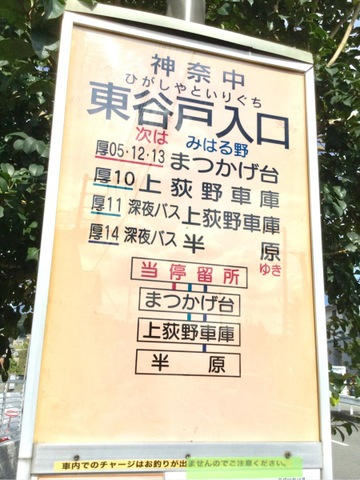 神奈中
ひがしやといりぐち
東谷戸入口
次は みはる野
厚05・12・13 まつかげ台
厚10 上荻野車庫
厚11 深夜バス 上荻野車庫
厚14 深夜バス 半原
ゆき
当停留所
まつかげ台
上荻野車庫
半原
車内でのチャージはお釣りが出ませんのでご注意ください。